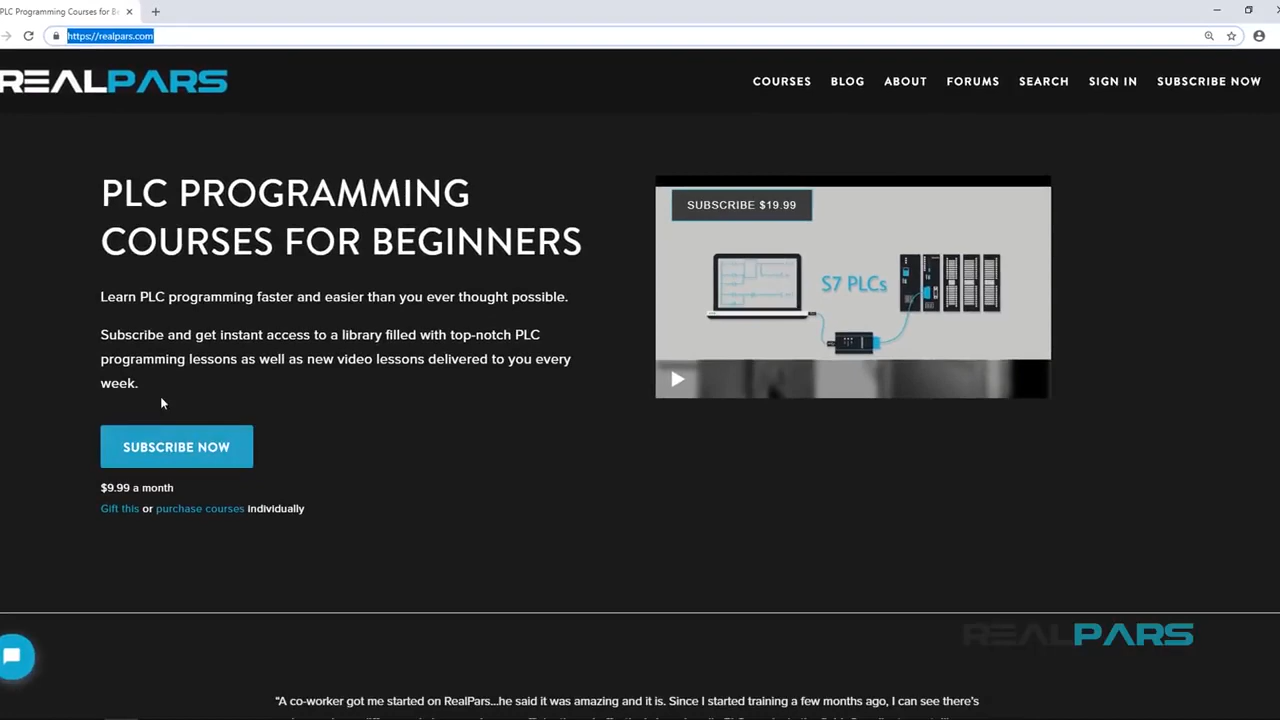 PLC Programming Courses for Be
https://realpars.com
REALPARS
COURSES BLOG ABOUT FORUMS SEARCH SIGN IN SUBSCRIBE NOW
PLC PROGRAMMING
COURSES FOR BEGINNERS
Learn PLC programming faster and easier than you ever thought possible.
Subscribe and get instant access to a library filled with top-notch PLC
programming lessons as well as new video lessons delivered to you every
week.
SUBSCRIBE NOW
$9.99 a month
Gift this or purchase courses individually
SUBSCRIBE $19.99
S7 PLCs
REALPARS
“A co-worker got me started on RealPars...he said it was amazing and it is. Since I started training a few months ago, I can see there's